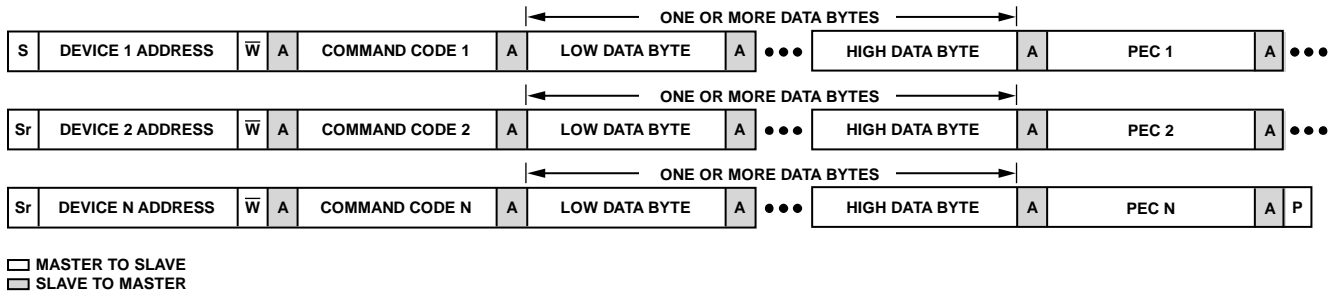 ONE OR MORE DATA BYTES
S DEVICE 1 ADDRESS W̅ A COMMAND CODE 1 A LOW DATA BYTE A ●●● HIGH DATA BYTE A PEC 1 A ●●●
ONE OR MORE DATA BYTES
Sr DEVICE 2 ADDRESS W̅ A COMMAND CODE 2 A LOW DATA BYTE A ●●● HIGH DATA BYTE A PEC 2 A ●●●
ONE OR MORE DATA BYTES
Sr DEVICE N ADDRESS W̅ A COMMAND CODE N A LOW DATA BYTE A ●●● HIGH DATA BYTE A PEC N A P
MASTER TO SLAVE
SLAVE TO MASTER